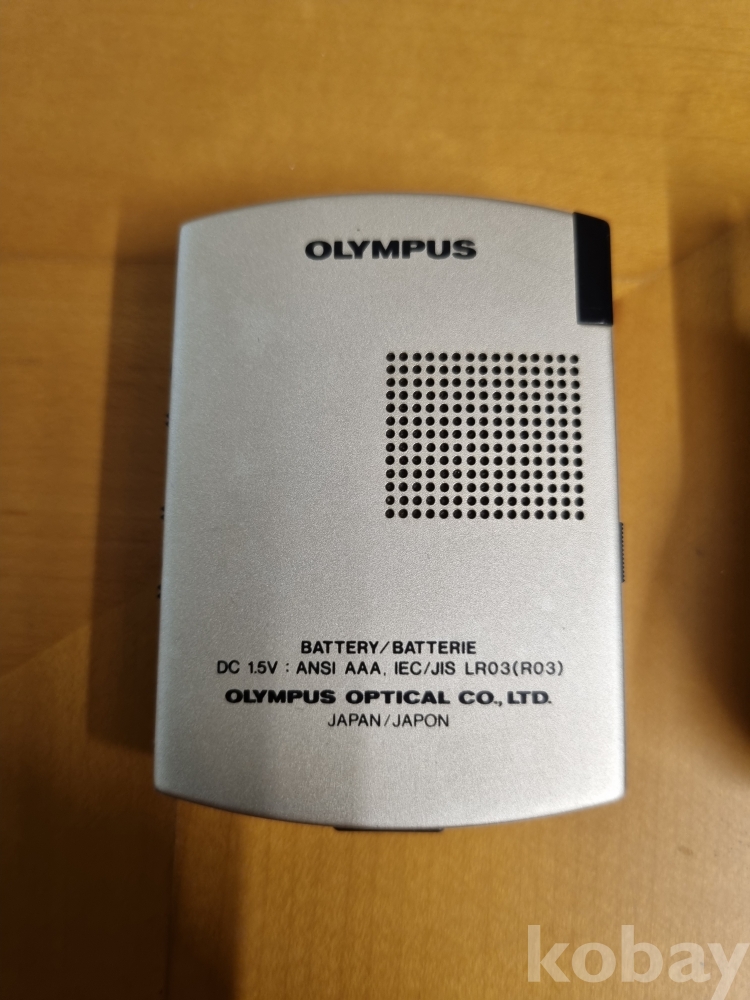 OLYMPUS
BATTERY/BATTERIE
DC 1.5V : ANSI AAA, IEC/JIS LR03(R03)
OLYMPUS OPTICAL CO., LTD.
JAPAN/JAPON
kobay